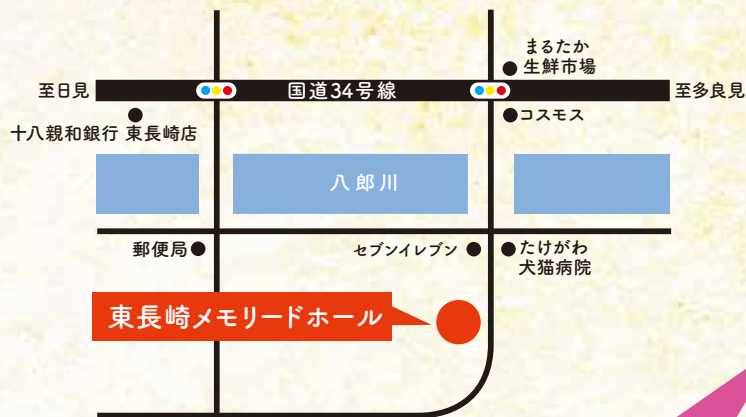 まるたか
生鮮市場
至日見
国道34号線
至多良見
コスモス
十八親和銀行 東長崎店
八郎川
郵便局
セブンイレブン
たけがわ
犬猫病院
東長崎メモリードホール